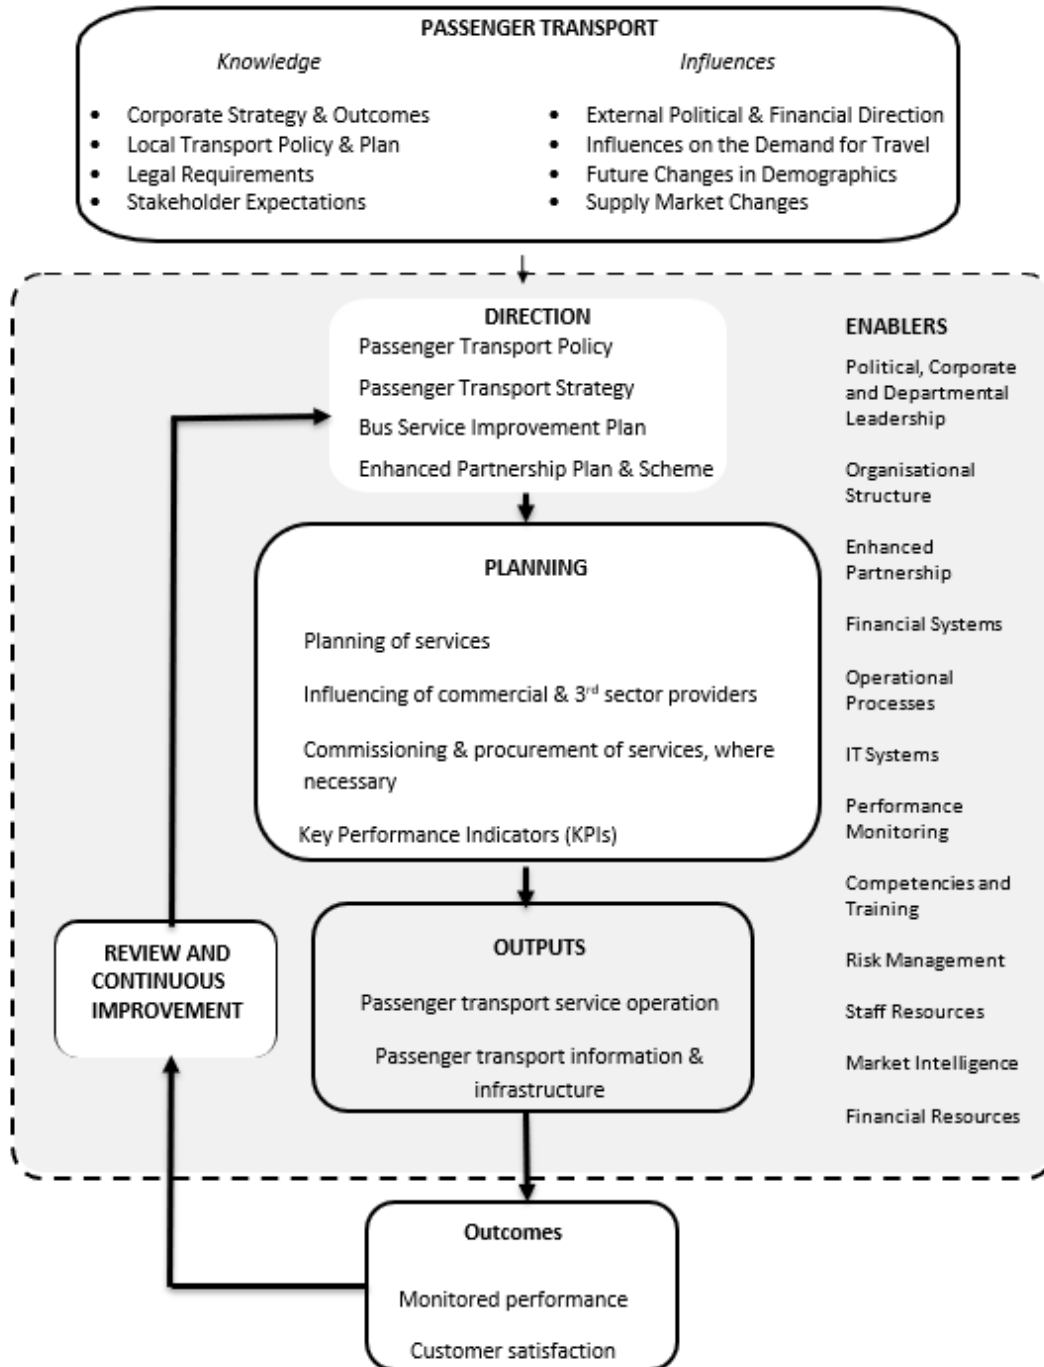 PASSENGER TRANSPORT
Knowledge
• Corporate Strategy & Outcomes
• Local Transport Policy & Plan
• Legal Requirements
• Stakeholder Expectations
Influences
• External Political & Financial Direction
• Influences on the Demand for Travel
• Future Changes in Demographics
• Supply Market Changes
DIRECTION
Passenger Transport Policy
Passenger Transport Strategy
Bus Service Improvement Plan
Enhanced Partnership Plan & Scheme
PLANNING
Planning of services
Influencing of commercial & 3rd sector providers
Commissioning & procurement of services, where
necessary
Key Performance Indicators (KPIs)
OUTPUTS
Passenger transport service operation
Passenger transport information &
infrastructure
Outcomes
Monitored performance
Customer satisfaction
REVIEW AND
CONTINUOUS
IMPROVEMENT
ENABLERS
Political, Corporate
and Departmental
Leadership
Organisational
Structure
Enhanced
Partnership
Financial Systems
Operational
Processes
IT Systems
Performance
Monitoring
Competencies and
Training
Risk Management
Staff Resources
Market Intelligence
Financial Resources